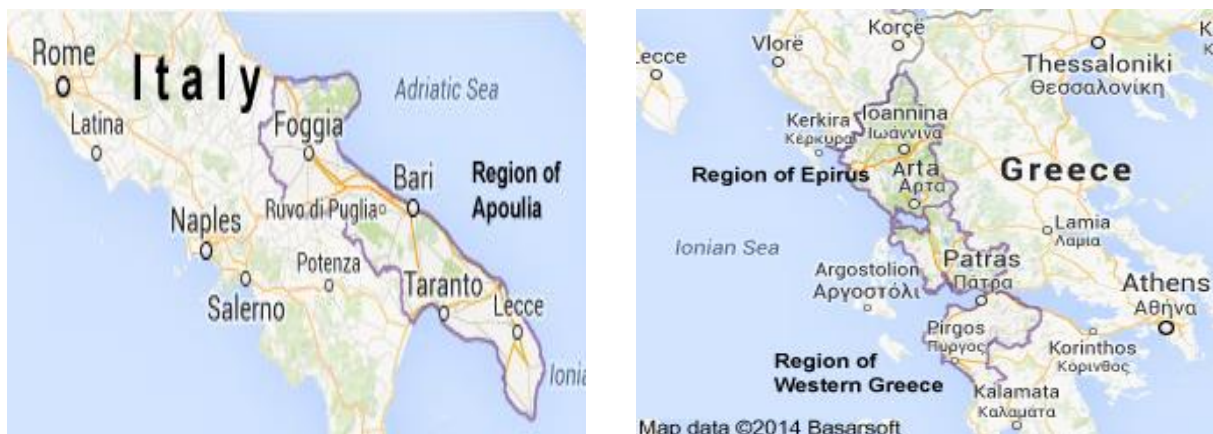 Rome
Italy
Latina
Foggia
Adriatic Sea
Bari
Region of
Apoulia
Ruvo di Puglia
Naples
Potenza
Salerno
Taranto
Lecce
Korçë
Vlorë
Thessaloniki
Θεσσαλονίκη
Kerkira
Κέρκυρα
Ioannina
Ιωάννινα
Region of Epirus
Arta
Άρτα
Greece
Ionian Sea
Lamia
Λαμία
Argostolion
Αργοστόλι
Patras
Πάτρα
Athens
Αθήνα
Pirgos
Πύργος
Korinthos
Κόρινθος
Region of
Western Greece
Kalamata
Καλαμάτα
Map data ©2014 Basarsoft